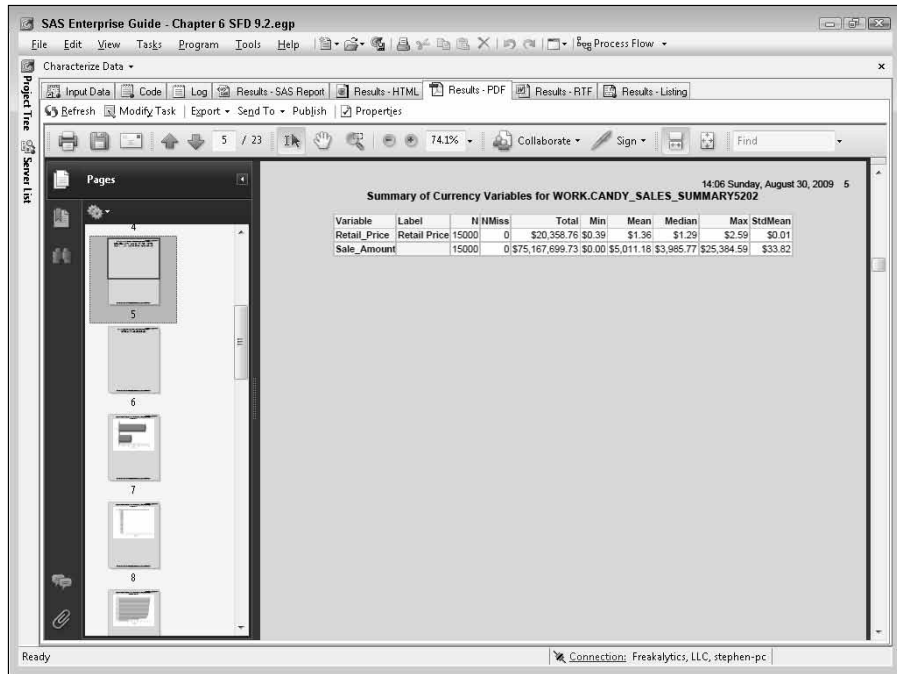 SAS Enterprise Guide - Chapter 6 SFD 9.2.egp
File Edit View Tasks Program Tools Help Process Flow
Characterize Data
Input Data Code Log Results - SAS Report Results - HTML Results - PDF Results - RTF Results - Listing
Refresh Modify Task Export Send To Publish Properties
5 / 23 74.1% Collaborate Sign Find
Project Tree
Server List
Pages
4
5
6
7
8
14:06 Sunday, August 30, 2009 5
Summary of Currency Variables for WORK.CANDY_SALES_SUMMARY5202
Variable Label N NMiss Total Min Mean Median Max StdMean
Retail_Price Retail Price 15000 0 $20,358.76 $0.39 $1.36 $1.29 $2.59 $0.01
Sale_Amount 15000 0 $75,167,699.73 $0.00 $5,011.18 $3,985.77 $25,384.59 $33.82
Ready Connection: Freakalytics, LLC, stephen-pc